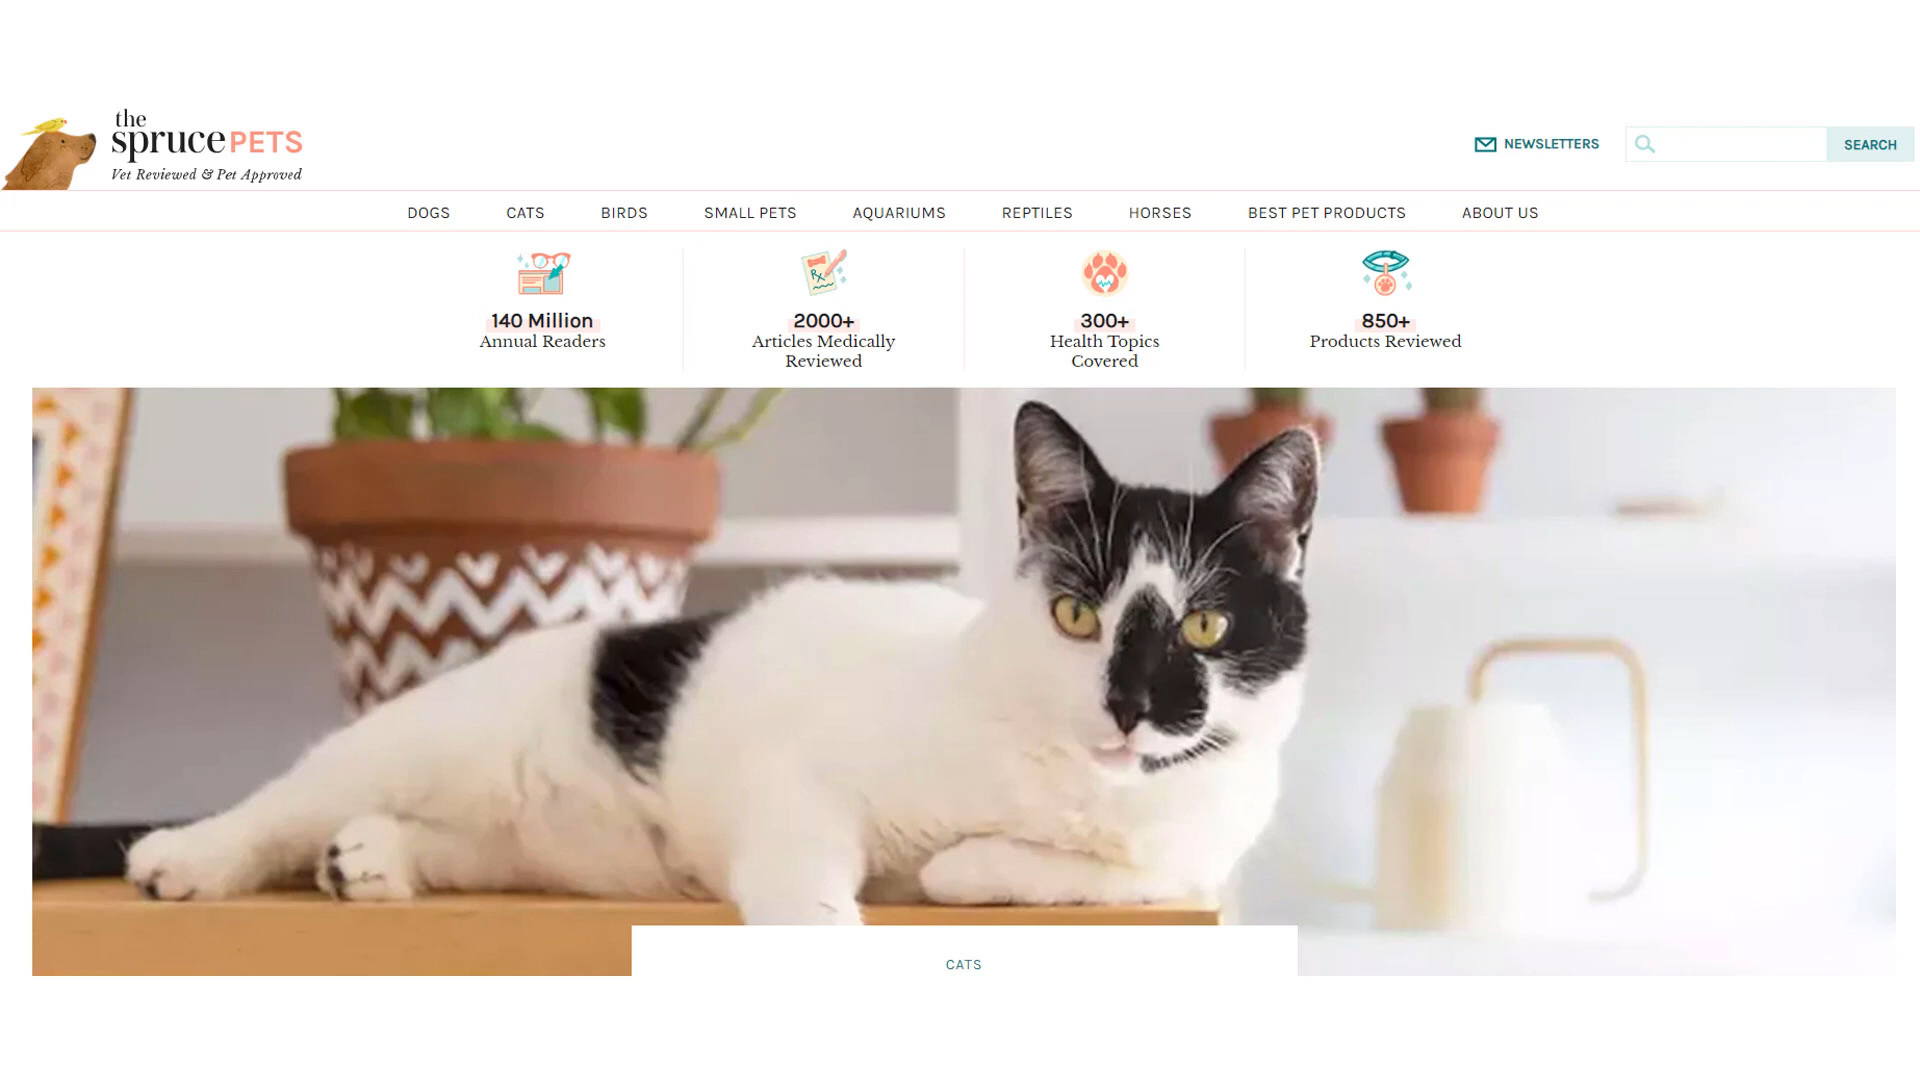 the
spruce PETS
Vet Reviewed & Pet Approved
NEWSLETTERS
SEARCH
DOGS CATS BIRDS SMALL PETS AQUARIUMS REPTILES HORSES BEST PET PRODUCTS ABOUT US
Rx
140 Million
Annual Readers
2000+
Articles Medically
Reviewed
300+
Health Topics
Covered
850+
Products Reviewed
CATS